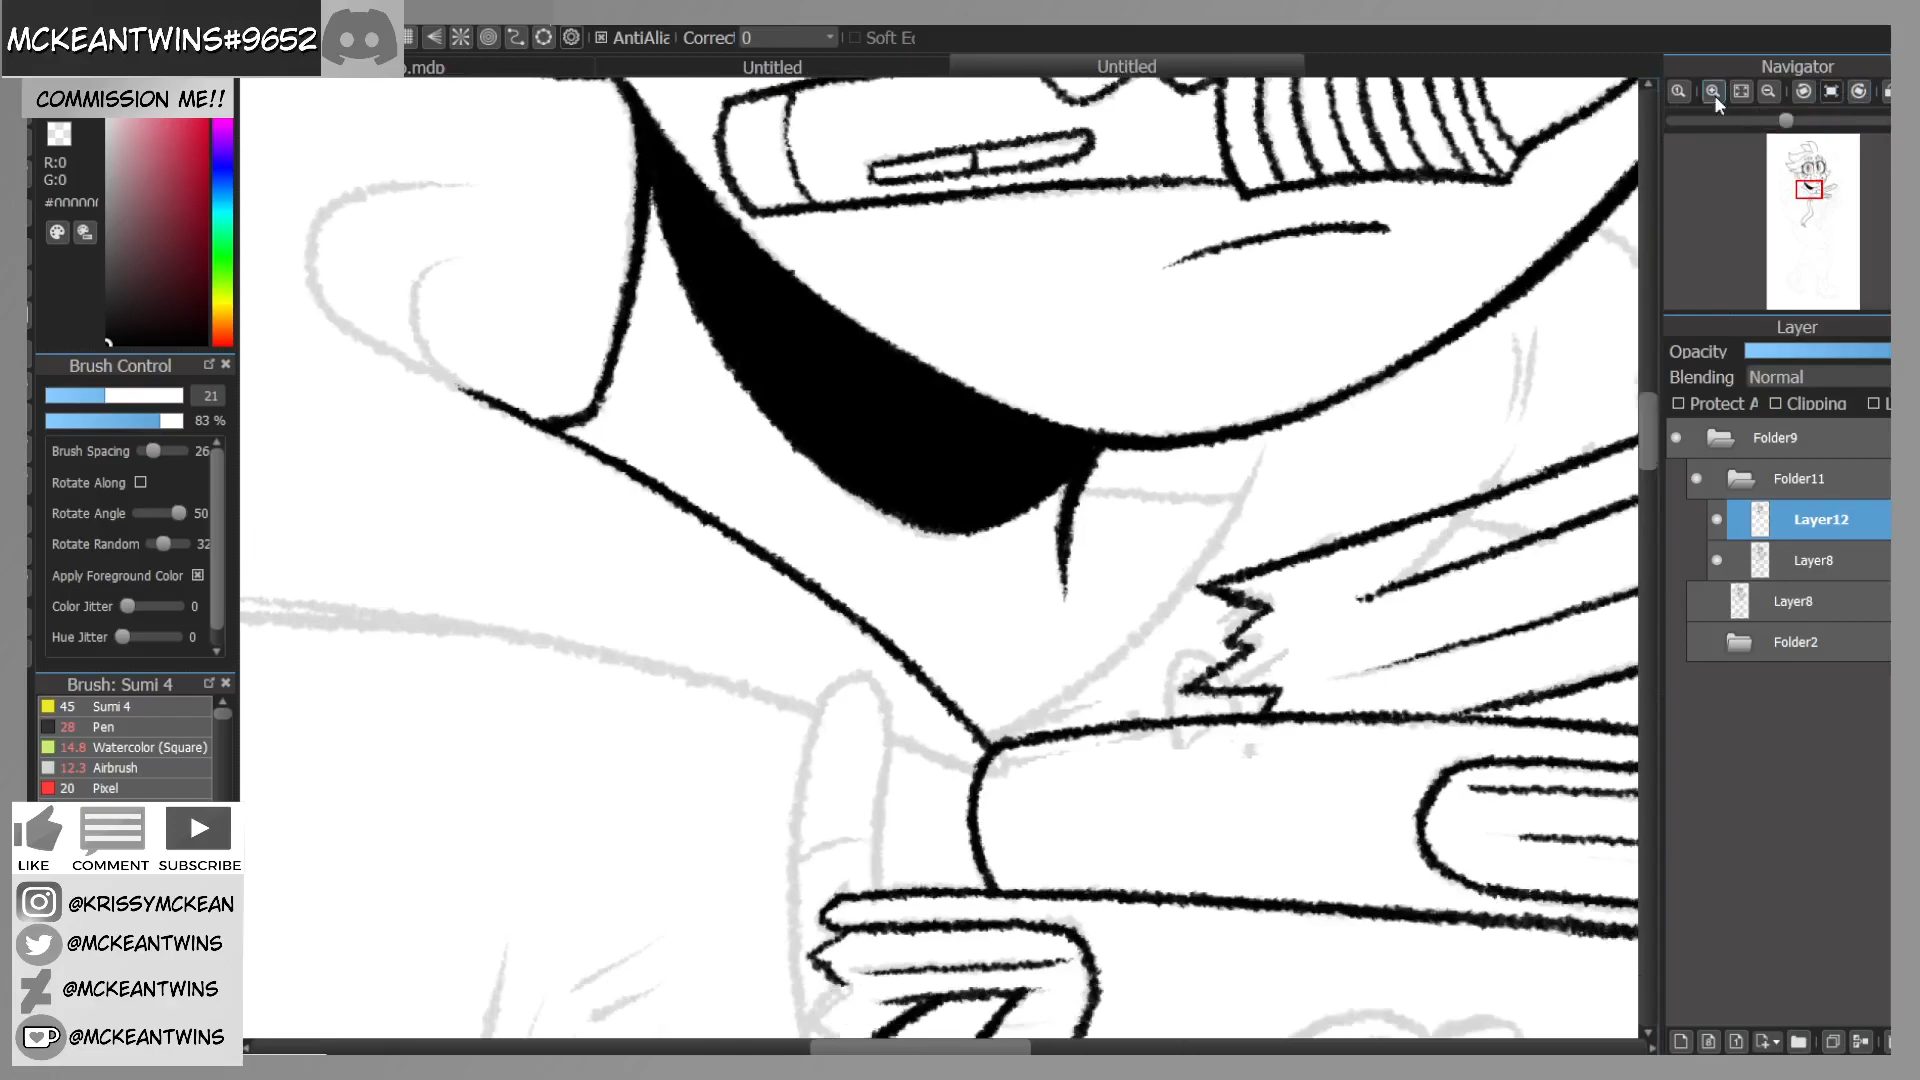 MCKEANTWINS#9652
COMMISSION ME!!
AntiAlia
Correct
0
Soft Ec
o.mdp
Untitled
Untitled
Navigator
R:0
G:0
#000000
Brush Control
21
83 %
Brush Spacing
26
Rotate Along
Rotate Angle
50
Rotate Random
32
Apply Foreground Color
Color Jitter
0
Hue Jitter
0
Brush: Sumi 4
45 Sumi 4
28 Pen
14.8 Watercolor (Square)
12.3 Airbrush
20 Pixel
LIKE
COMMENT
SUBSCRIBE
@KRISSYMCKEAN
@MCKEANTWINS
@MCKEANTWINS
@MCKEANTWINS
Layer
Opacity
Blending
Normal
Protect A
Clipping
L
Folder9
Folder11
Layer12
Layer8
Layer8
Folder2